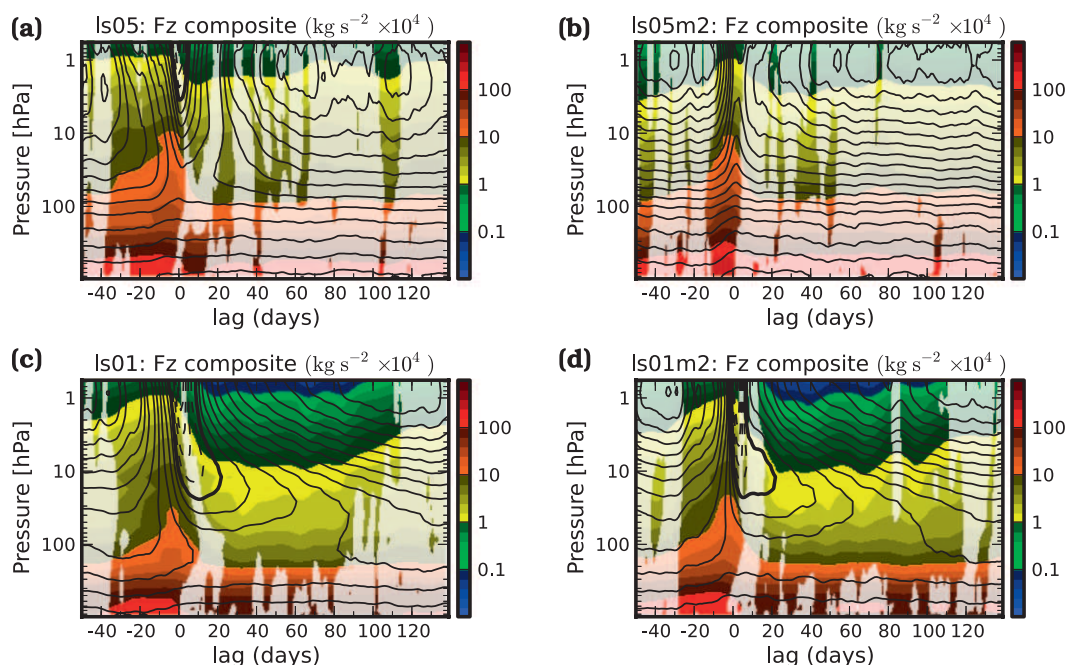 (a) ls05: Fz composite (kg s⁻² ×10⁴ )
Pressure [hPa]
1
10
100
-40 -20 0 20 40 60 80 100 120
lag (days)
100
10
1
0.1
(b) ls05m2: Fz composite (kg s⁻² ×10⁴ )
Pressure [hPa]
1
10
100
-40 -20 0 20 40 60 80 100 120
lag (days)
100
10
1
0.1
(c) ls01: Fz composite (kg s⁻² ×10⁴ )
Pressure [hPa]
1
10
100
-40 -20 0 20 40 60 80 100 120
lag (days)
100
10
1
0.1
(d) ls01m2: Fz composite (kg s⁻² ×10⁴ )
Pressure [hPa]
1
10
100
-40 -20 0 20 40 60 80 100 120
lag (days)
100
10
1
0.1